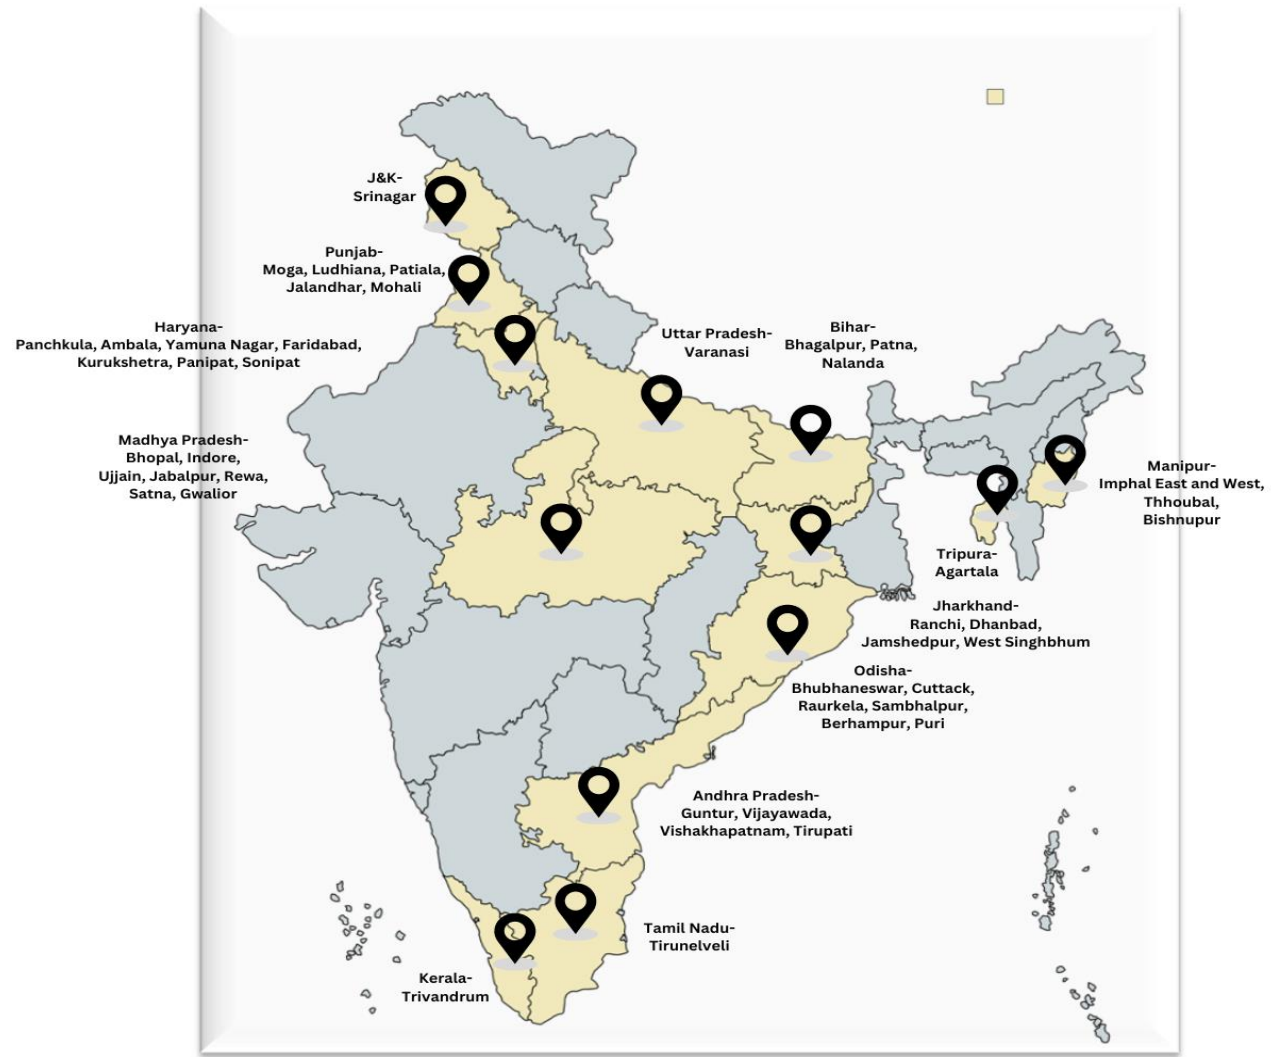 J&K-
Srinagar
Punjab-
Moga, Ludhiana, Patiala,
Jalandhar, Mohali
Haryana-
Panchkula, Ambala, Yamuna Nagar, Faridabad,
Kurukshetra, Panipat, Sonipat
Uttar Pradesh-
Varanasi
Bihar-
Bhagalpur, Patna,
Nalanda
Madhya Pradesh-
Bhopal, Indore,
Ujjain, Jabalpur, Rewa,
Satna, Gwalior
Manipur-
Imphal East and West,
Thhoubal,
Bishnupur
Tripura-
Agartala
Jharkhand-
Ranchi, Dhanbad,
Jamshedpur, West Singhbhum
Odisha-
Bhubhaneswar, Cuttack,
Raurkela, Sambhalpur,
Berhampur, Puri
Andhra Pradesh-
Guntur, Vijayawada,
Vishakhapatnam, Tirupati
Tamil Nadu-
Tirunelveli
Kerala-
Trivandrum